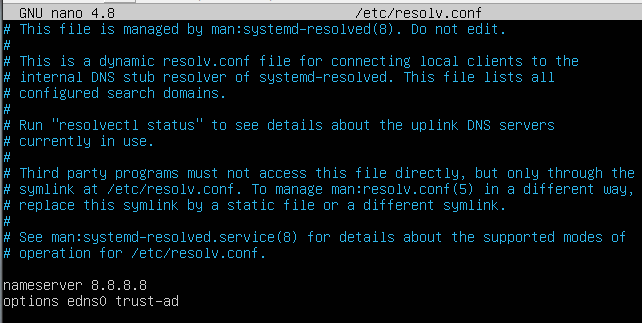 GNU nano 4.8 /etc/resolv.conf
# This file is managed by man:systemd-resolved(8). Do not edit.
#
# This is a dynamic resolv.conf file for connecting local clients to the
# internal DNS stub resolver of systemd-resolved. This file lists all
# configured search domains.
#
# Run "resolvectl status" to see details about the uplink DNS servers
# currently in use.
#
# Third party programs must not access this file directly, but only through the
# symlink at /etc/resolv.conf. To manage man:resolv.conf(5) in a different way,
# replace this symlink by a static file or a different symlink.
#
# See man:systemd-resolved.service(8) for details about the supported modes of
# operation for /etc/resolv.conf.
nameserver 8.8.8.8
options edns0 trust-ad